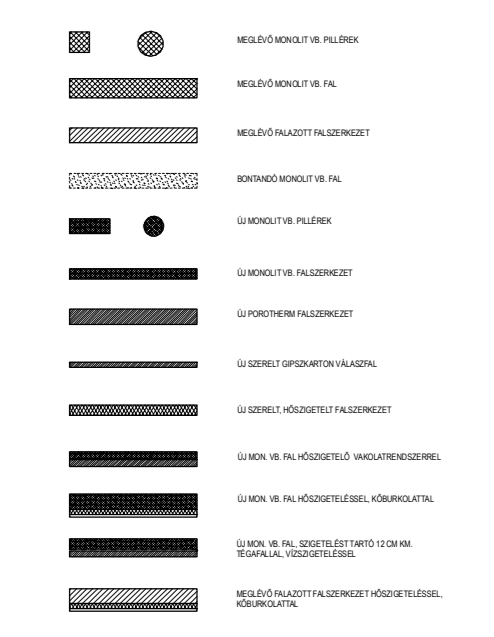 MEGLÉVŐ MONOLIT VB. PILLÉREK
MEGLÉVŐ MONOLIT VB. FAL
MEGLÉVŐ FALAZOTT FALSZERKEZET
BONTANDÓ MONOLIT VB. FAL
ÚJ MONOLIT VB. PILLÉREK
ÚJ MONOLIT VB. FALSZERKEZET
ÚJ POROTHERM FALSZERKEZET
ÚJ SZERELT GIPSZKARTON VÁLASZFAL
ÚJ SZERELT, HŐSZIGETELT FALSZERKEZET
ÚJ MON. VB. FAL HŐSZIGETELŐ VAKOLATRENDSZERREL
ÚJ MON. VB. FAL HŐSZIGETELÉSSEL, KŐBURKOLATTAL
ÚJ MON. VB. FAL, SZIGETELÉST TARTÓ 12 CM KM.
TÉGAFALLAL, VÍZSZIGETELÉSSEL
MEGLÉVŐ FALAZOTT FALSZERKEZET HŐSZIGETELÉSSEL,
KŐBURKOLATTAL